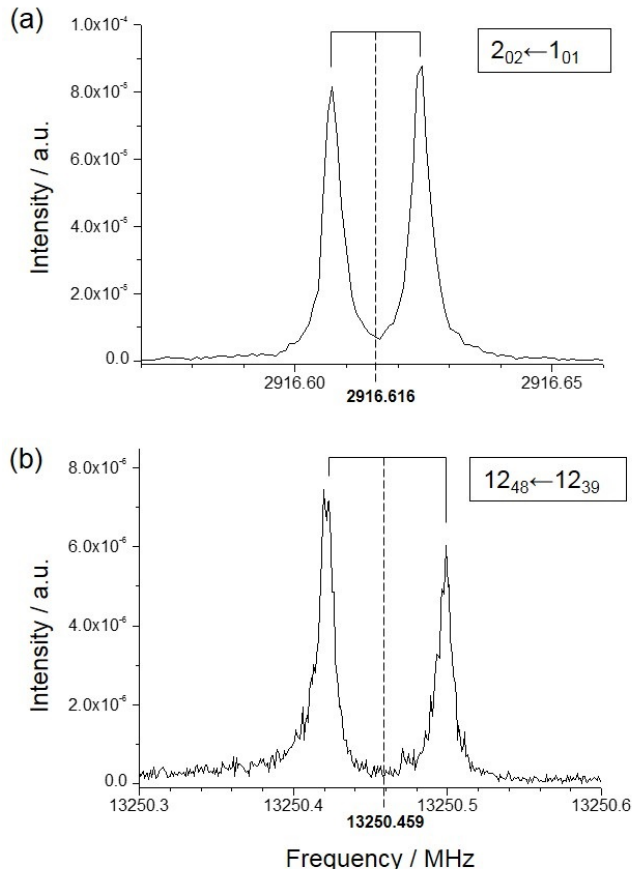 (a)
1.0x10⁻⁴
8.0x10⁻⁵
6.0x10⁻⁵
4.0x10⁻⁵
2.0x10⁻⁵
0.0
Intensity / a.u.
2₀₂←1₀₁
2916.60
2916.65
2916.616
(b)
8.0x10⁻⁶
6.0x10⁻⁶
4.0x10⁻⁶
2.0x10⁻⁶
0.0
Intensity / a.u.
12₄₈←12₃₉
13250.3
13250.4
13250.5
13250.6
13250.459
Frequency / MHz